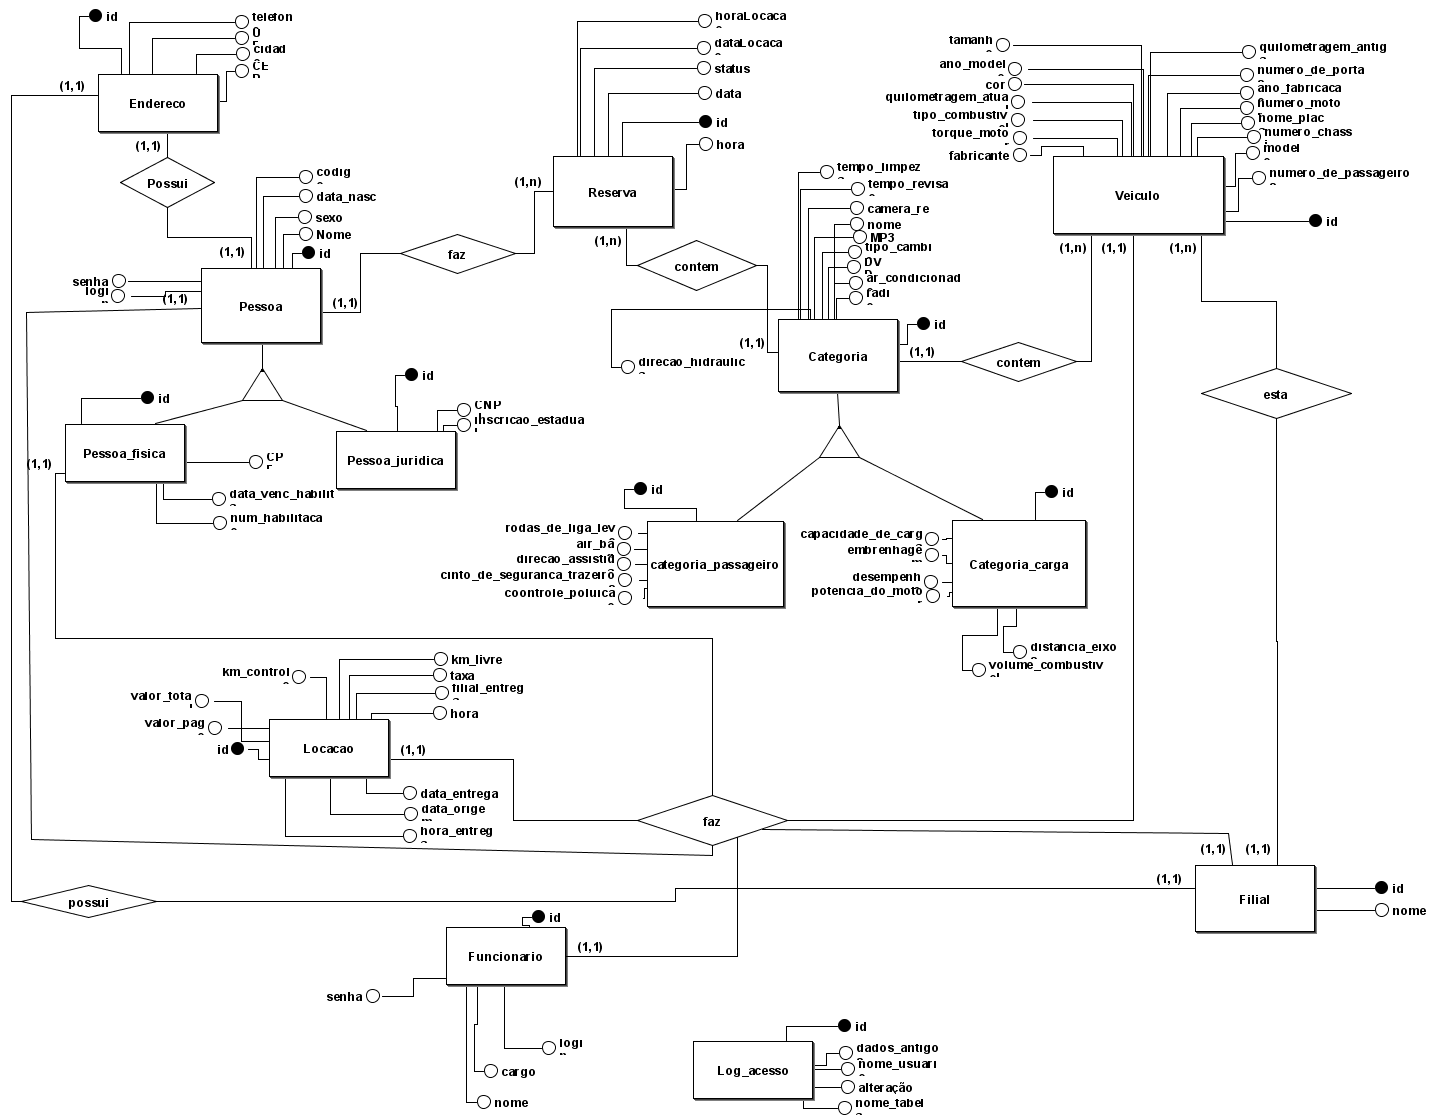 id
telefon
cidad
(1,1)
Endereco
(1,1)
Possui
(1,1)
codig
data_nasc
sexo
Nome
id
senha
logi
(1,1)
Pessoa
(1,1)
faz
horaLocaca
dataLocaca
status
data
id
hora
(1,n)
Reserva
(1,n)
contem
(1,1)
tempo_limpez
tempo_revisa
camera_re
nome
MP3
tipo_cambi
DV
ar_condicionad
radi
id
direcao_hidraulic
Categoria
(1,1)
contem
tamanh
ano_model
cor
quilometragem_atua
tipo_combustiv
torque_moto
fabricante
quilometragem_antig
numero_de_porta
ano_fabricaca
numero_moto
nome_plac
numero_chass
model
numero_de_passageiro
id
Veiculo
(1,n)
(1,1)
(1,n)
esta
id
Pessoa_fisica
(1,1)
CP
data_venc_habilit
num_habilitaca
id
CNP
inscricao_estadua
Pessoa_juridica
id
rodas_de_liga_lev
air_ba
direcao_assistid
cinto_de_seguranca_trazeiro
coontrole_poluica
categoria_passageiro
id
capacidade_de_carg
embrenhage
desempenh
potencia_do_moto
Categoria_carga
distancia_eixo
volume_combustiv
km_control
valor_tota
valor_pag
id
km_livre
taxa
filial_entreg
hora
Locacao
(1,1)
data_entrega
data_orige
hora_entreg
faz
(1,1)
(1,1)
(1,1)
Filial
id
nome
possui
id
Funcionario
(1,1)
senha
logi
cargo
nome
id
Log_acesso
dados_antigo
nome_usuari
alteração
nome_tabel